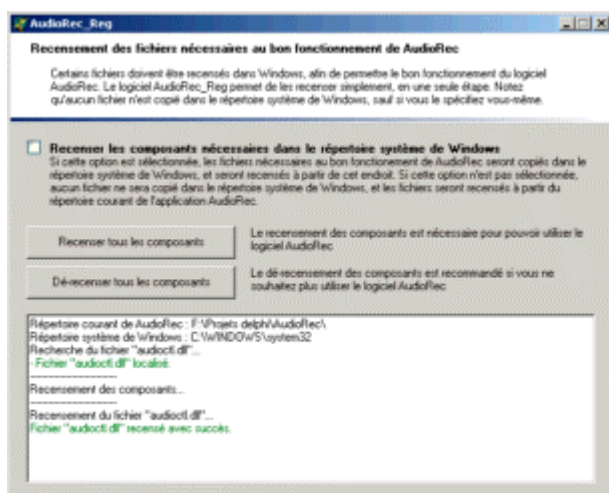 AudioRec_Reg
Recensement des fichiers nécessaires au bon fonctionnement de AudioRec
Certains fichiers doivent être recensés dans Windows, afin de permettre le bon fonctionnement du logiciel
AudioRec. Le logiciel AudioRec_Reg permet de les recenser simplement, en une seule étape. Notez
qu'aucun fichier n'est copié dans le répertoire système de Windows, sauf si vous le spécifiez vous-même.
Recenser les composants nécessaires dans le répertoire système de Windows
Si cette option est sélectionnée, les fichiers nécessaires au bon fonctionnement de AudioRec seront copiés dans le
répertoire système de Windows, et seront recensés à partir de cet endroit. Si cette option n'est pas sélectionnée,
aucun fichier ne sera copié dans le répertoire système de Windows, et les fichiers seront recensés à partir du
répertoire courant de l'application AudioRec.
Recenser tous les composants
Le recensement des composants est nécessaire pour pouvoir utiliser le
logiciel AudioRec
Dé-recenser tous les composants
Le dé-recensement des composants est recommandé si vous ne
souhaitez plus utiliser le logiciel AudioRec
Répertoire courant de AudioRec : F:\Projets delphi\AudioRec\
Répertoire système de Windows : C:\WINDOWS\system32
Recherche du fichier "audioctl.dll"...
- Fichier "audioctl.dll" localisé.
--------------------
Recensement des composants...
--------------------
Recensement du fichier "audioctl.dll"...
Fichier "audioctl.dll" recensé avec succès.